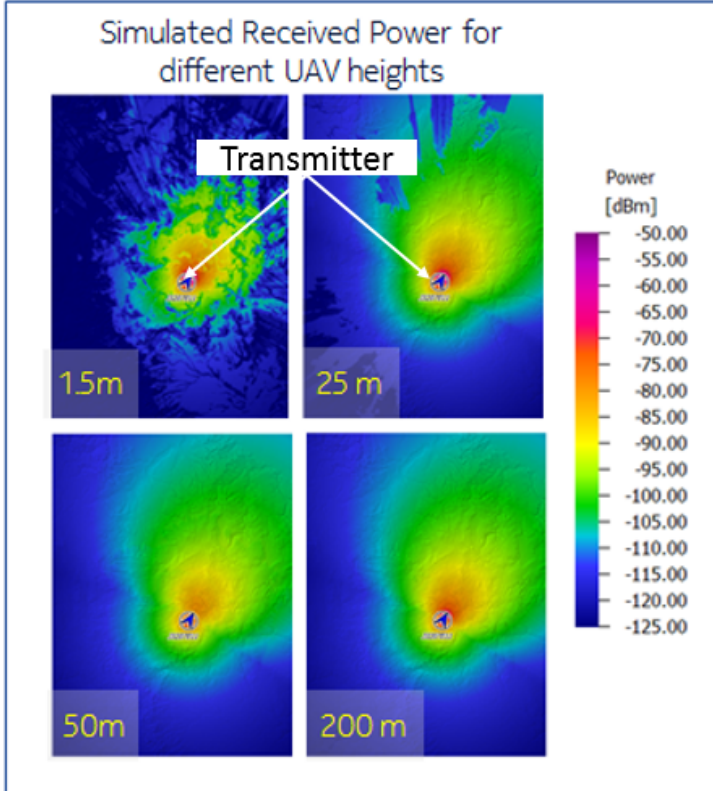 Simulated Received Power for
different UAV heights
Transmitter
1.5m
25 m
50m
200 m
Power
[dBm]
-50.00
-55.00
-60.00
-65.00
-70.00
-75.00
-80.00
-85.00
-90.00
-95.00
-100.00
-105.00
-110.00
-115.00
-120.00
-125.00